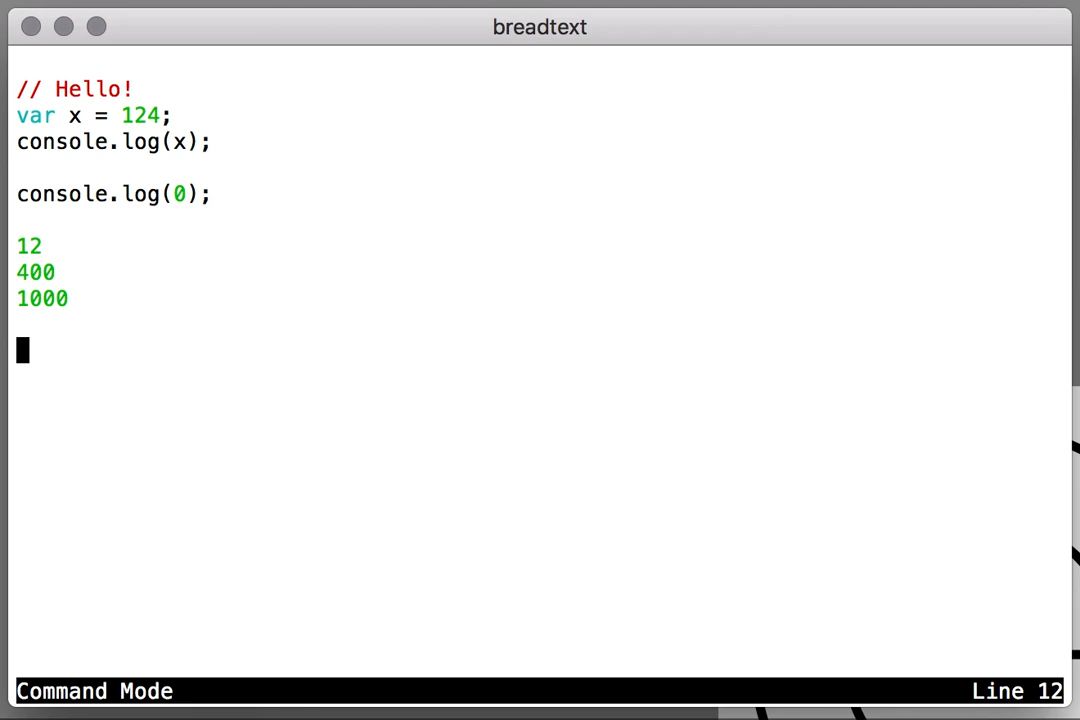 breadtext
// Hello!
var x = 124;
console.log(x);
console.log(0);
12
400
1000
Command Mode
Line 12